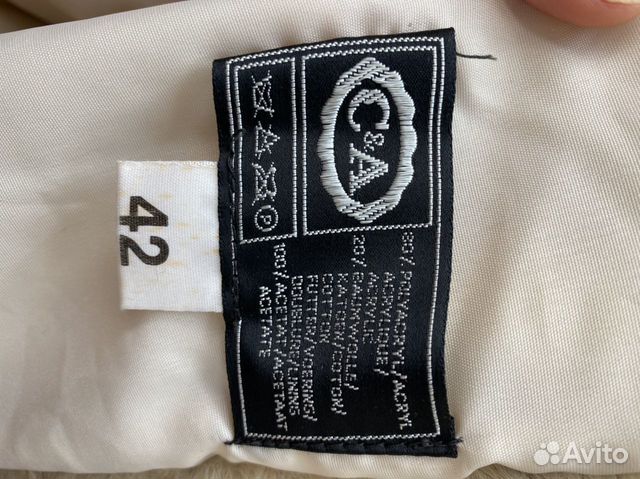 C&A
80% POLYACRYL/ACRYL
ACRYLIQUE/
ACRYLIC
20% BAUMWOLLE/
KATOEN/COTON/
COTTON
FUTTER/VOERING/
DOUBLURE/LINING
100% ACETAT/ACETAAT
ACETATE
42
P
Avito